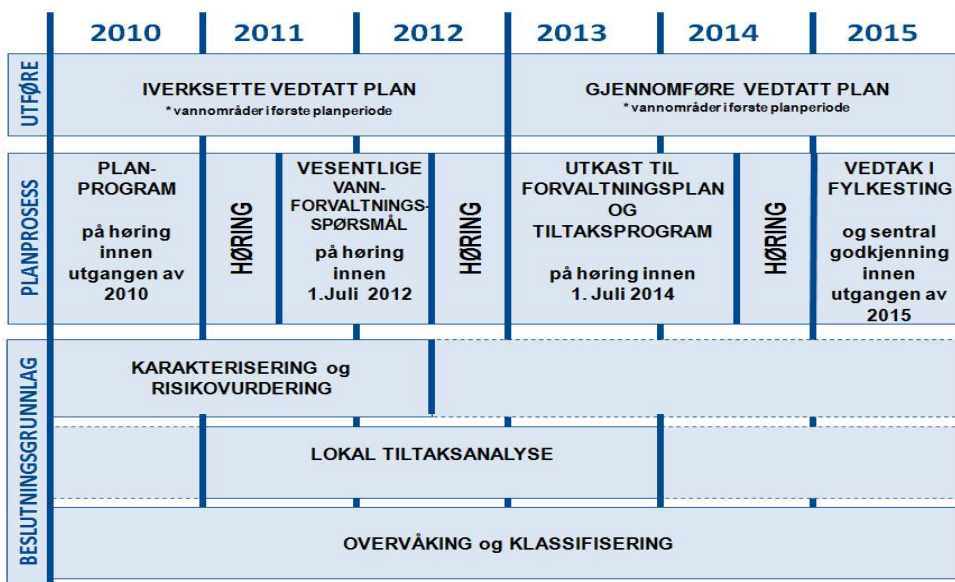 2010 2011 2012 2013 2014 2015
UTFØRE
IVERKSETTE VEDTATT PLAN
* vannområder i første planperiode
GJENNOMFØRE VEDTATT PLAN
* vannområder i første planperiode
PLANPROSESS
PLAN-
PROGRAM
på høring
innen
utgangen av
2010
HØRING
VESENTLIGE
VANN-
FORVALTNINGS-
SPØRSMÅL
på høring
innen
1.Juli 2012
HØRING
UTKAST TIL
FORVALTNINGSPLAN
OG
TILTAKSPROGRAM
på høring innen
1. Juli 2014
HØRING
VEDTAK I
FYLKESTING
og sentral
godkjenning
innen
utgangen av
2015
BESLUTNINGSGRUNNLAG
KARAKTERISERING og
RISIKOVURDERING
LOKAL TILTAKSANALYSE
OVERVÅKING og KLASSIFISERING